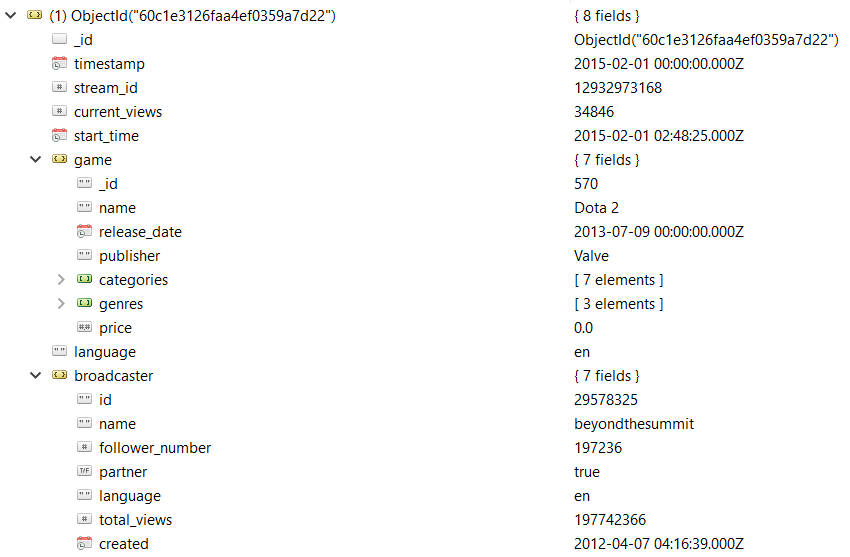 (1) ObjectId("60c1e3126faa4ef0359a7d22") { 8 fields }
_id ObjectId("60c1e3126faa4ef0359a7d22")
timestamp 2015-02-01 00:00:00.000Z
# stream_id 12932973168
# current_views 34846
start_time 2015-02-01 02:48:25.000Z
game { 7 fields }
" " _id 570
" " name Dota 2
release_date 2013-07-09 00:00:00.000Z
" " publisher Valve
categories [ 7 elements ]
genres [ 3 elements ]
#.# price 0.0
" " language en
broadcaster { 7 fields }
" " id 29578325
" " name beyondthesummit
# follower_number 197236
T/F partner true
" " language en
# total_views 197742366
created 2012-04-07 04:16:39.000Z